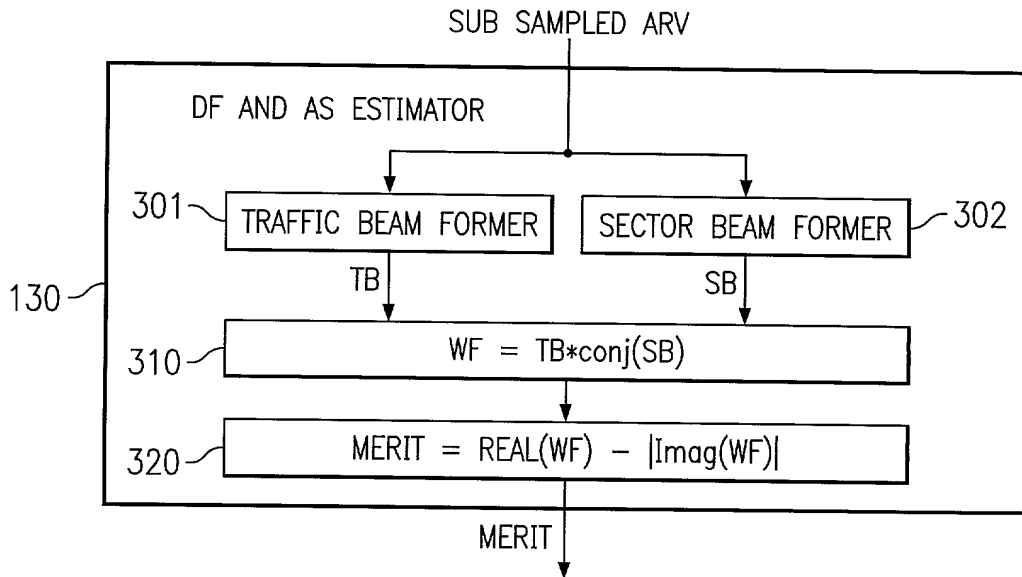 SUB SAMPLED ARV
DF AND AS ESTIMATOR
301
TRAFFIC BEAM FORMER
SECTOR BEAM FORMER
302
TB
SB
130
310
WF = TB*conj(SB)
320
MERIT = REAL(WF) - |Imag(WF)|
MERIT